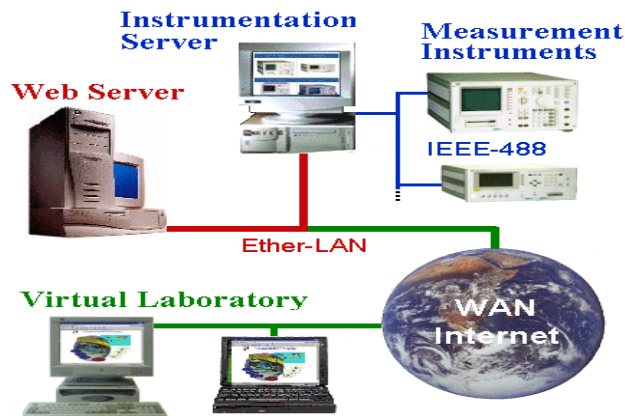 Instrumentation
Server
Measurement
Instruments
Web Server
IEEE-488
Ether-LAN
Virtual Laboratory
WAN
Internet